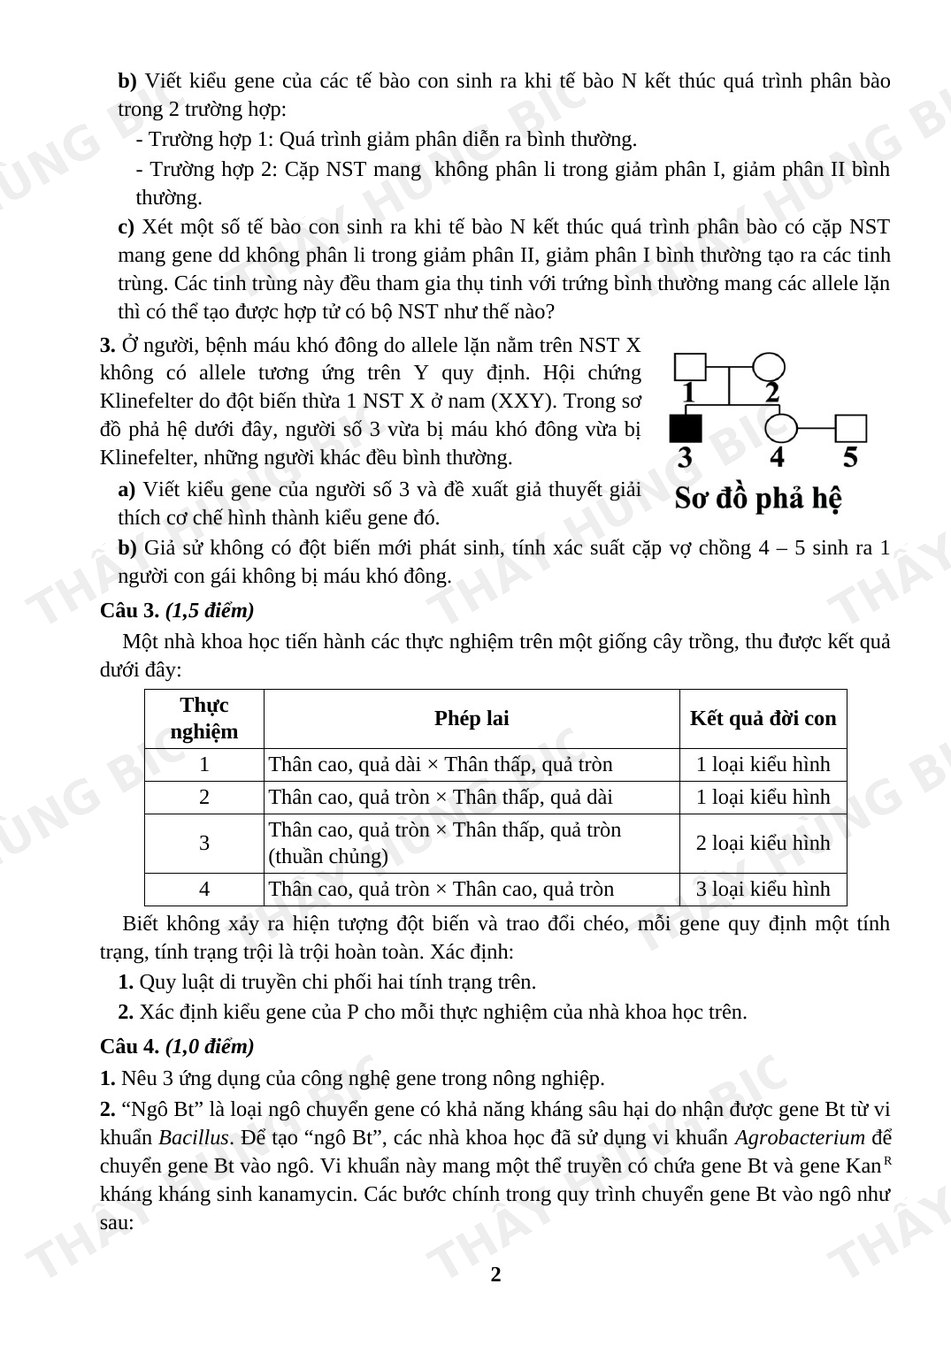 b) Viết kiểu gene của các tế bào con sinh ra khi tế bào N kết thúc quá trình phân bào
trong 2 trường hợp:
- Trường hợp 1: Quá trình giảm phân diễn ra bình thường.
- Trường hợp 2: Cặp NST mang  không phân li trong giảm phân I, giảm phân II bình
thường.
c) Xét một số tế bào con sinh ra khi tế bào N kết thúc quá trình phân bào có cặp NST
mang gene dd không phân li trong giảm phân II, giảm phân I bình thường tạo ra các tinh
trùng. Các tinh trùng này đều tham gia thụ tinh với trứng bình thường mang các allele lặn
thì có thể tạo được hợp tử có bộ NST như thế nào?
3. Ở người, bệnh máu khó đông do allele lặn nằm trên NST X
không có allele tương ứng trên Y quy định. Hội chứng
Klinefelter do đột biến thừa 1 NST X ở nam (XXY). Trong sơ
đồ phả hệ dưới đây, người số 3 vừa bị máu khó đông vừa bị
Klinefelter, những người khác đều bình thường.
1 2
3 4 5
Sơ đồ phả hệ
a) Viết kiểu gene của người số 3 và đề xuất giả thuyết giải
thích cơ chế hình thành kiểu gene đó.
b) Giả sử không có đột biến mới phát sinh, tính xác suất cặp vợ chồng 4 – 5 sinh ra 1
người con gái không bị máu khó đông.
Câu 3. (1,5 điểm)
Một nhà khoa học tiến hành các thực nghiệm trên một giống cây trồng, thu được kết quả
dưới đây:
Thực
nghiệm
Phép lai
Kết quả đời con
1 Thân cao, quả dài × Thân thấp, quả tròn 1 loại kiểu hình
2 Thân cao, quả tròn × Thân thấp, quả dài 1 loại kiểu hình
3 Thân cao, quả tròn × Thân thấp, quả tròn
(thuần chủng) 2 loại kiểu hình
4 Thân cao, quả tròn × Thân cao, quả tròn 3 loại kiểu hình
Biết không xảy ra hiện tượng đột biến và trao đổi chéo, mỗi gene quy định một tính
trạng, tính trạng trội là trội hoàn toàn. Xác định:
1. Quy luật di truyền chi phối hai tính trạng trên.
2. Xác định kiểu gene của P cho mỗi thực nghiệm của nhà khoa học trên.
Câu 4. (1,0 điểm)
1. Nêu 3 ứng dụng của công nghệ gene trong nông nghiệp.
2. “Ngô Bt” là loại ngô chuyển gene có khả năng kháng sâu hại do nhận được gene Bt từ vi
khuẩn Bacillus. Để tạo “ngô Bt”, các nhà khoa học đã sử dụng vi khuẩn Agrobacterium để
chuyển gene Bt vào ngô. Vi khuẩn này mang một thể truyền có chứa gene Bt và gene Kanᴿ
kháng kháng sinh kanamycin. Các bước chính trong quy trình chuyển gene Bt vào ngô như
sau:
2
THẦY HÙNG BIC